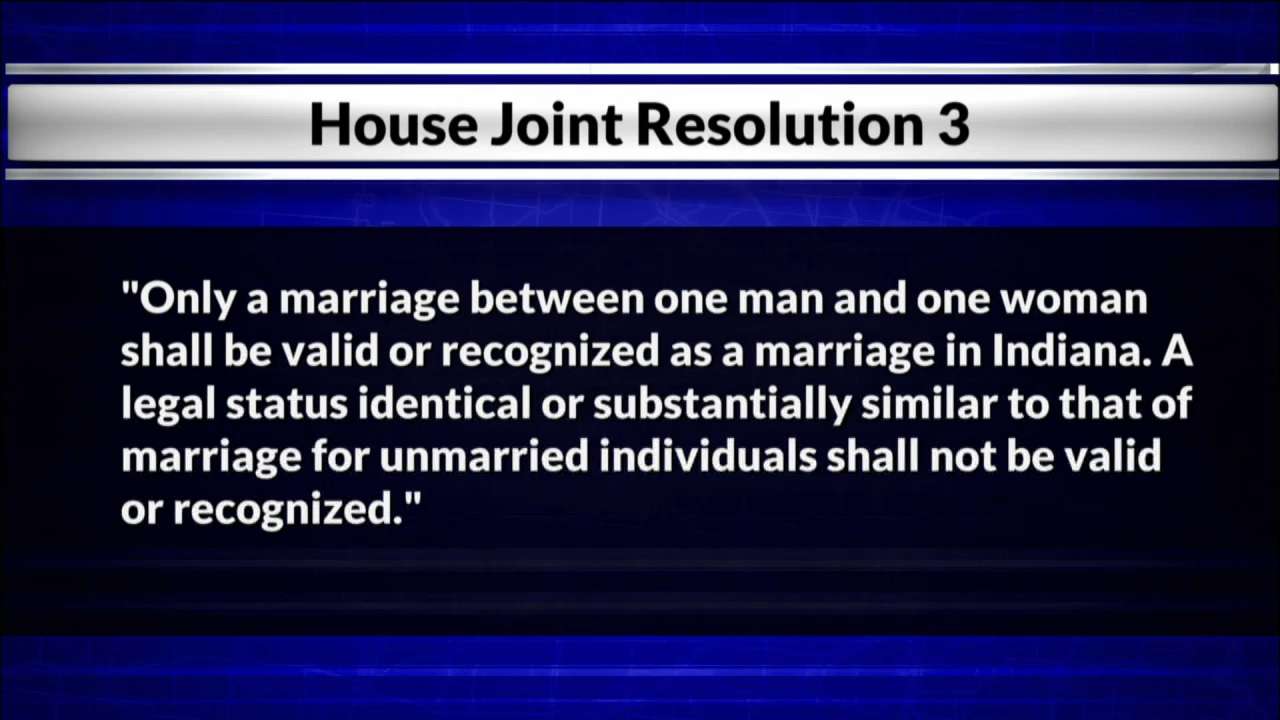 House Joint Resolution 3
"Only a marriage between one man and one woman
shall be valid or recognized as a marriage in Indiana. A
legal status identical or substantially similar to that of
marriage for unmarried individuals shall not be valid
or recognized."